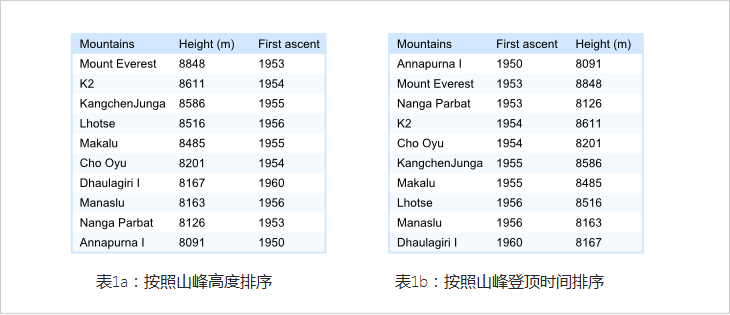 Mountains Height (m) First ascent
Mount Everest 8848 1953
K2 8611 1954
KangchenJunga 8586 1955
Lhotse 8516 1956
Makalu 8485 1955
Cho Oyu 8201 1954
Dhaulagiri I 8167 1960
Manaslu 8163 1956
Nanga Parbat 8126 1953
Annapurna I 8091 1950
表1a：按照山峰高度排序
Mountains First ascent Height (m)
Annapurna I 1950 8091
Mount Everest 1953 8848
Nanga Parbat 1953 8126
K2 1954 8611
Cho Oyu 1954 8201
KangchenJunga 1955 8586
Makalu 1955 8485
Lhotse 1956 8516
Manaslu 1956 8163
Dhaulagiri I 1960 8167
表1b：按照山峰登顶时间排序